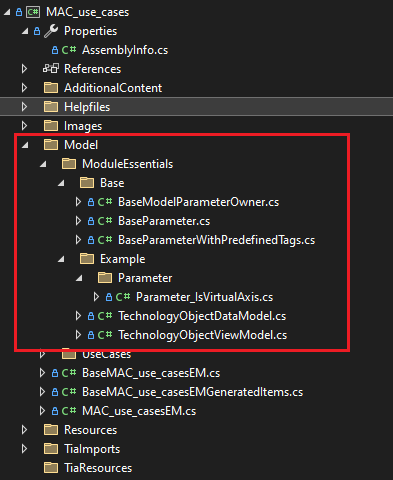 MAC_use_cases
Properties
C# AssemblyInfo.cs
References
AdditionalContent
Helpfiles
Images
Model
ModuleEssentials
Base
C# BaseModelParameterOwner.cs
C# BaseParameter.cs
C# BaseParameterWithPredefinedTags.cs
Example
Parameter
C# Parameter_IsVirtualAxis.cs
C# TechnologyObjectDataModel.cs
C# TechnologyObjectViewModel.cs
UseCases
C# BaseMAC_use_casesEM.cs
C# BaseMAC_use_casesEMGeneratedItems.cs
C# MAC_use_casesEM.cs
Resources
TiaImports
TiaResources